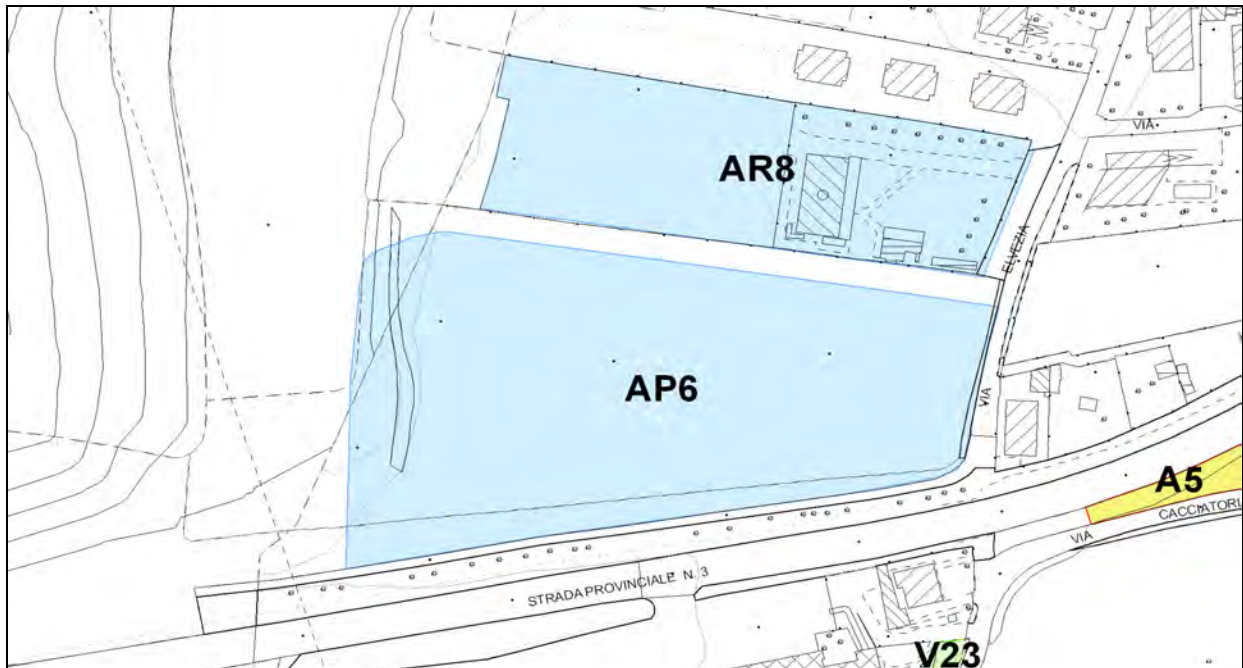 VIA
AR8
ELVEZIA
AP6
VIA
A5
CACCIATORI
VIA
STRADA PROVINCIALE N. 3
V23